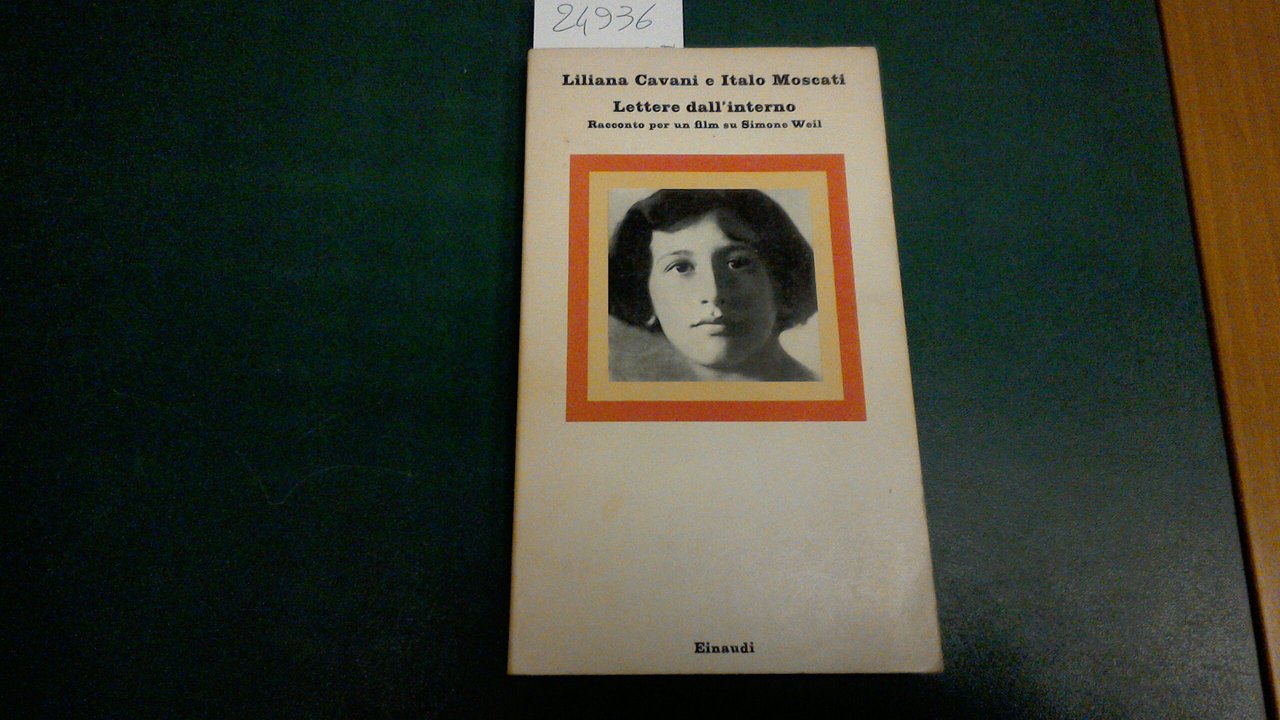 24936
Liliana Cavani e Italo Moscati
Lettere dall'interno
Racconto per un film su Simone Weil
Einaudi